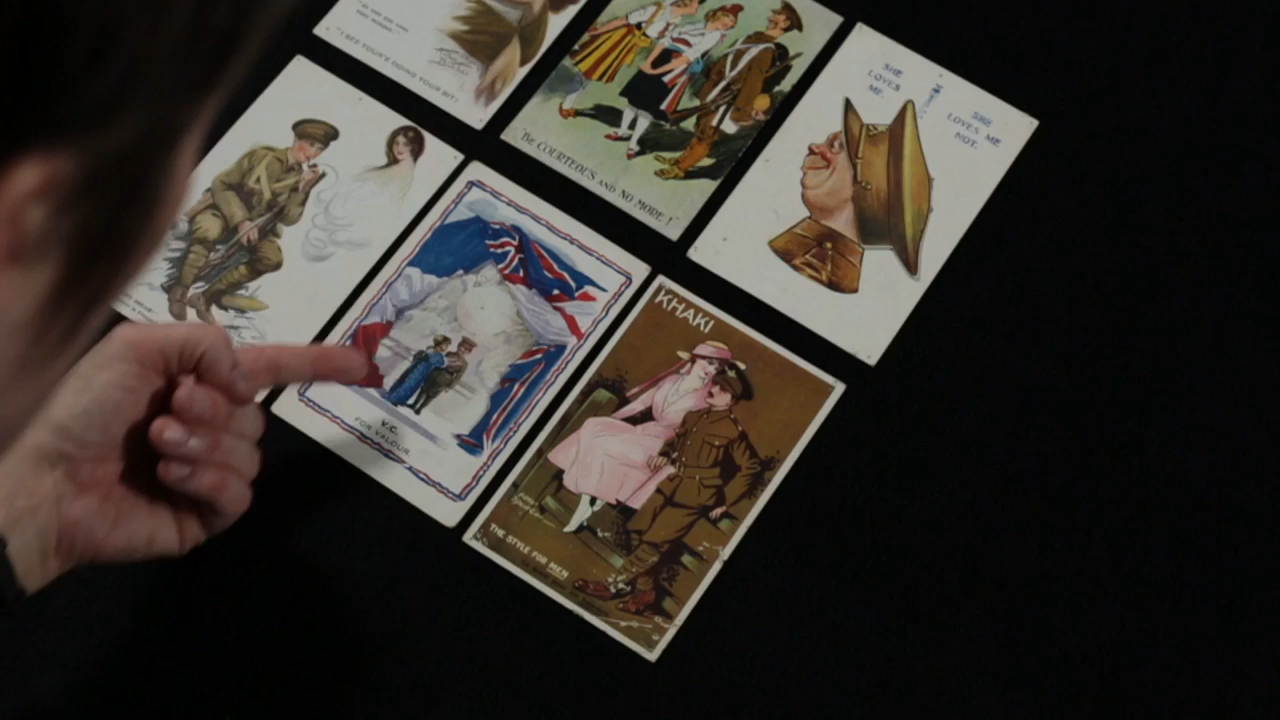 "I SEE YOU'RE DOING YOUR BIT!
"BE COURTEOUS AND NO MORE!"
SHE
LOVES
ME.
SHE
LOVES ME
NOT.
V.C.
FOR VALOUR.
KHAKI
THE STYLE FOR MEN